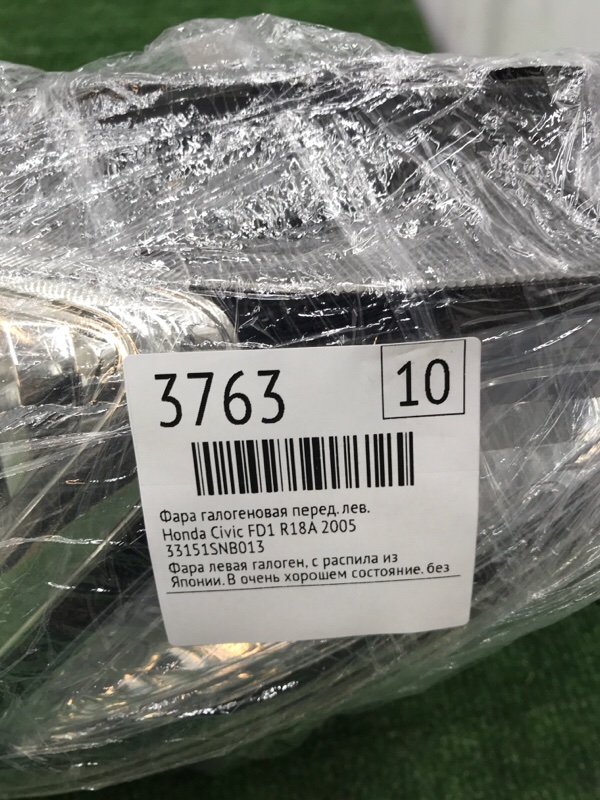 3763
10
Фара галогеновая перед. лев.
Honda Civic FD1 R18A 2005
33151SNB013
Фара левая галоген, с распила из
Японии. В очень хорошем состояние. без